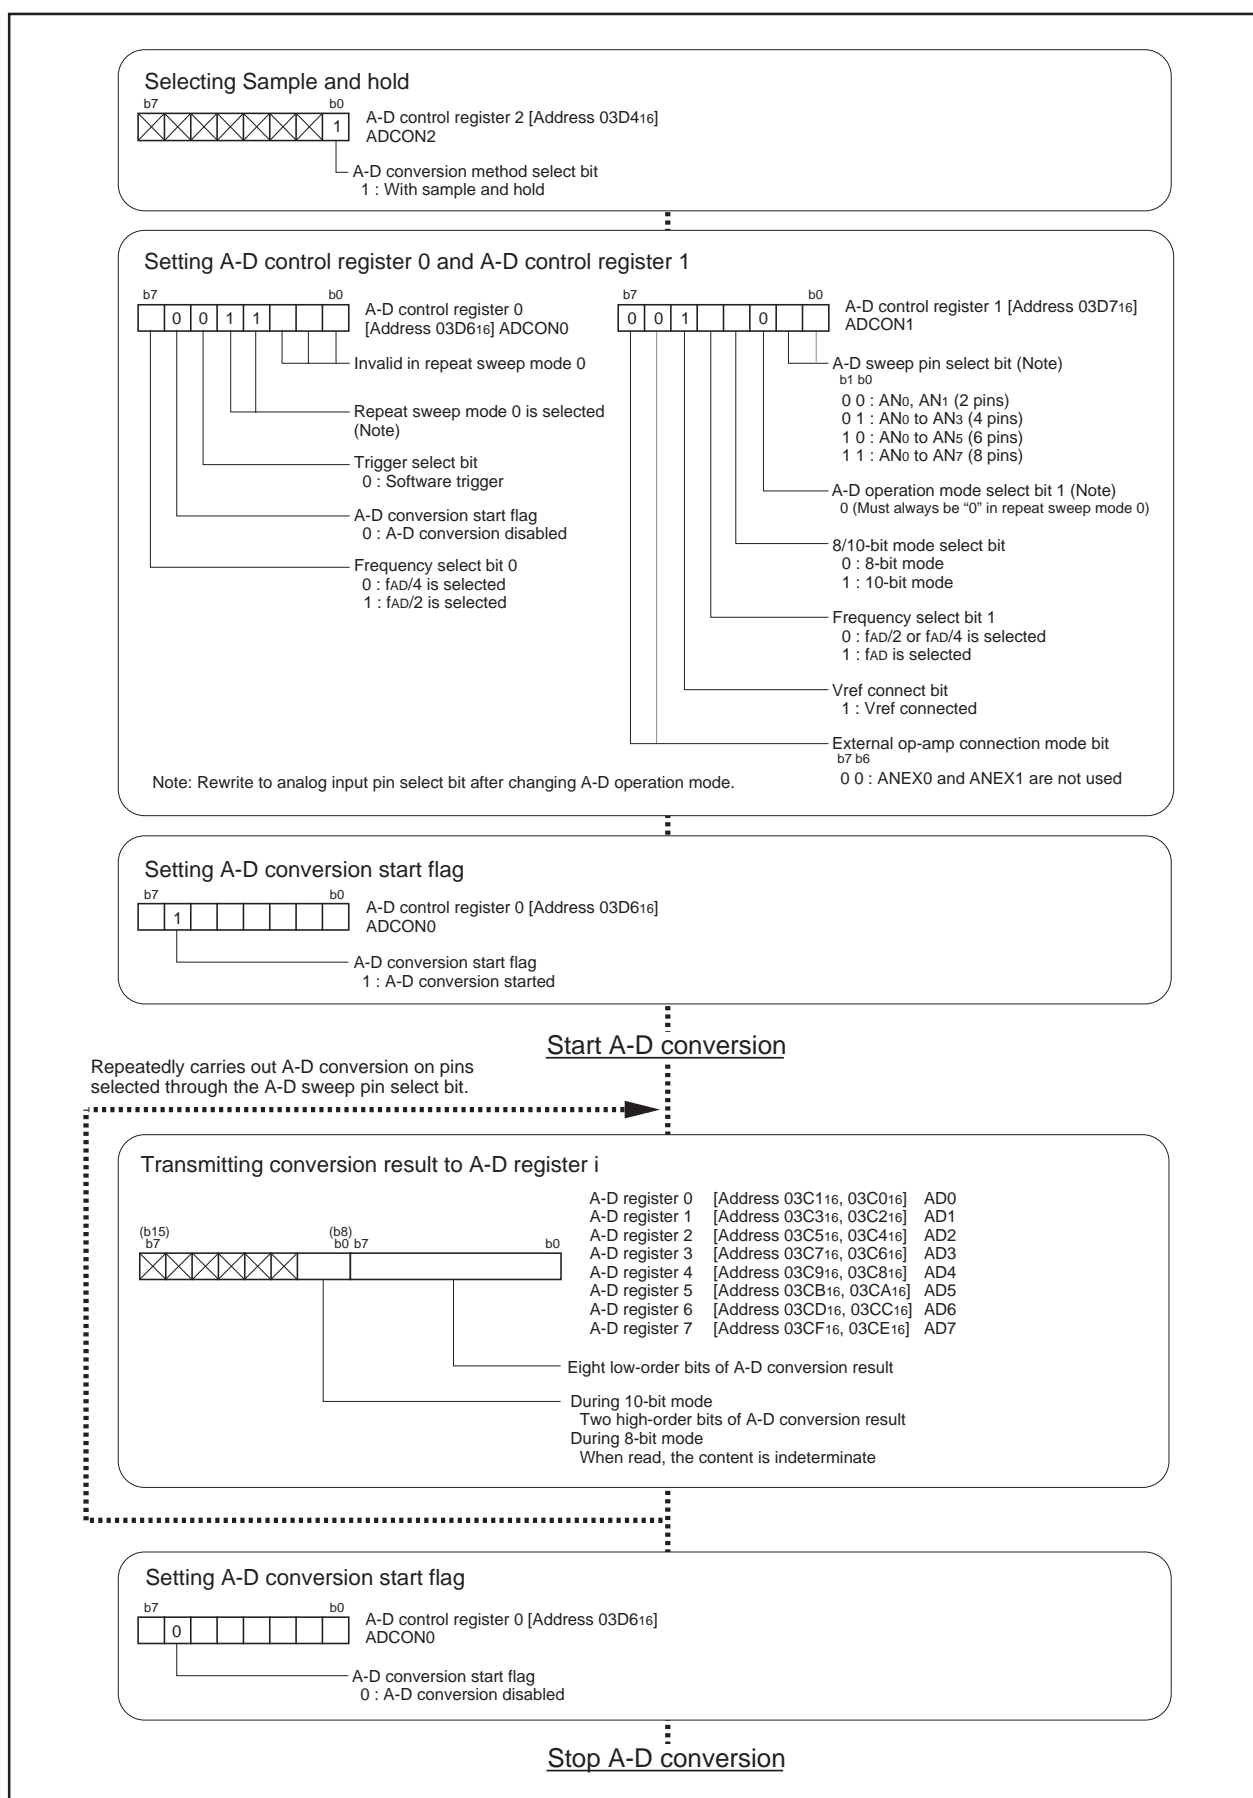 Selecting Sample and hold
b7 b0
1
A-D control register 2 [Address 03D416]
ADCON2
A-D conversion method select bit
1 : With sample and hold
Setting A-D control register 0 and A-D control register 1
b7 b0
0 0 1 1
A-D control register 0
[Address 03D616] ADCON0
Invalid in repeat sweep mode 0
Repeat sweep mode 0 is selected
(Note)
Trigger select bit
0 : Software trigger
A-D conversion start flag
0 : A-D conversion disabled
Frequency select bit 0
0 : fAD/4 is selected
1 : fAD/2 is selected
b7 b0
0 0 1 0
A-D control register 1 [Address 03D716]
ADCON1
A-D sweep pin select bit (Note)
b1 b0
0 0 : AN0, AN1 (2 pins)
0 1 : AN0 to AN3 (4 pins)
1 0 : AN0 to AN5 (6 pins)
1 1 : AN0 to AN7 (8 pins)
A-D operation mode select bit 1 (Note)
0 (Must always be “0” in repeat sweep mode 0)
8/10-bit mode select bit
0 : 8-bit mode
1 : 10-bit mode
Frequency select bit 1
0 : fAD/2 or fAD/4 is selected
1 : fAD is selected
Vref connect bit
1 : Vref connected
External op-amp connection mode bit
b7 b6
0 0 : ANEX0 and ANEX1 are not used
Note: Rewrite to analog input pin select bit after changing A-D operation mode.
Setting A-D conversion start flag
b7 b0
1
A-D control register 0 [Address 03D616]
ADCON0
A-D conversion start flag
1 : A-D conversion started
Start A-D conversion
Repeatedly carries out A-D conversion on pins
selected through the A-D sweep pin select bit.
Transmitting conversion result to A-D register i
A-D register 0 [Address 03C116, 03C016] AD0
A-D register 1 [Address 03C316, 03C216] AD1
A-D register 2 [Address 03C516, 03C416] AD2
A-D register 3 [Address 03C716, 03C616] AD3
A-D register 4 [Address 03C916, 03C816] AD4
A-D register 5 [Address 03CB16, 03CA16] AD5
A-D register 6 [Address 03CD16, 03CC16] AD6
A-D register 7 [Address 03CF16, 03CE16] AD7
(b15) (b8)
b7 b0 b7 b0
Eight low-order bits of A-D conversion result
During 10-bit mode
Two high-order bits of A-D conversion result
During 8-bit mode
When read, the content is indeterminate
Setting A-D conversion start flag
b7 b0
0
A-D control register 0 [Address 03D616]
ADCON0
A-D conversion start flag
0 : A-D conversion disabled
Stop A-D conversion